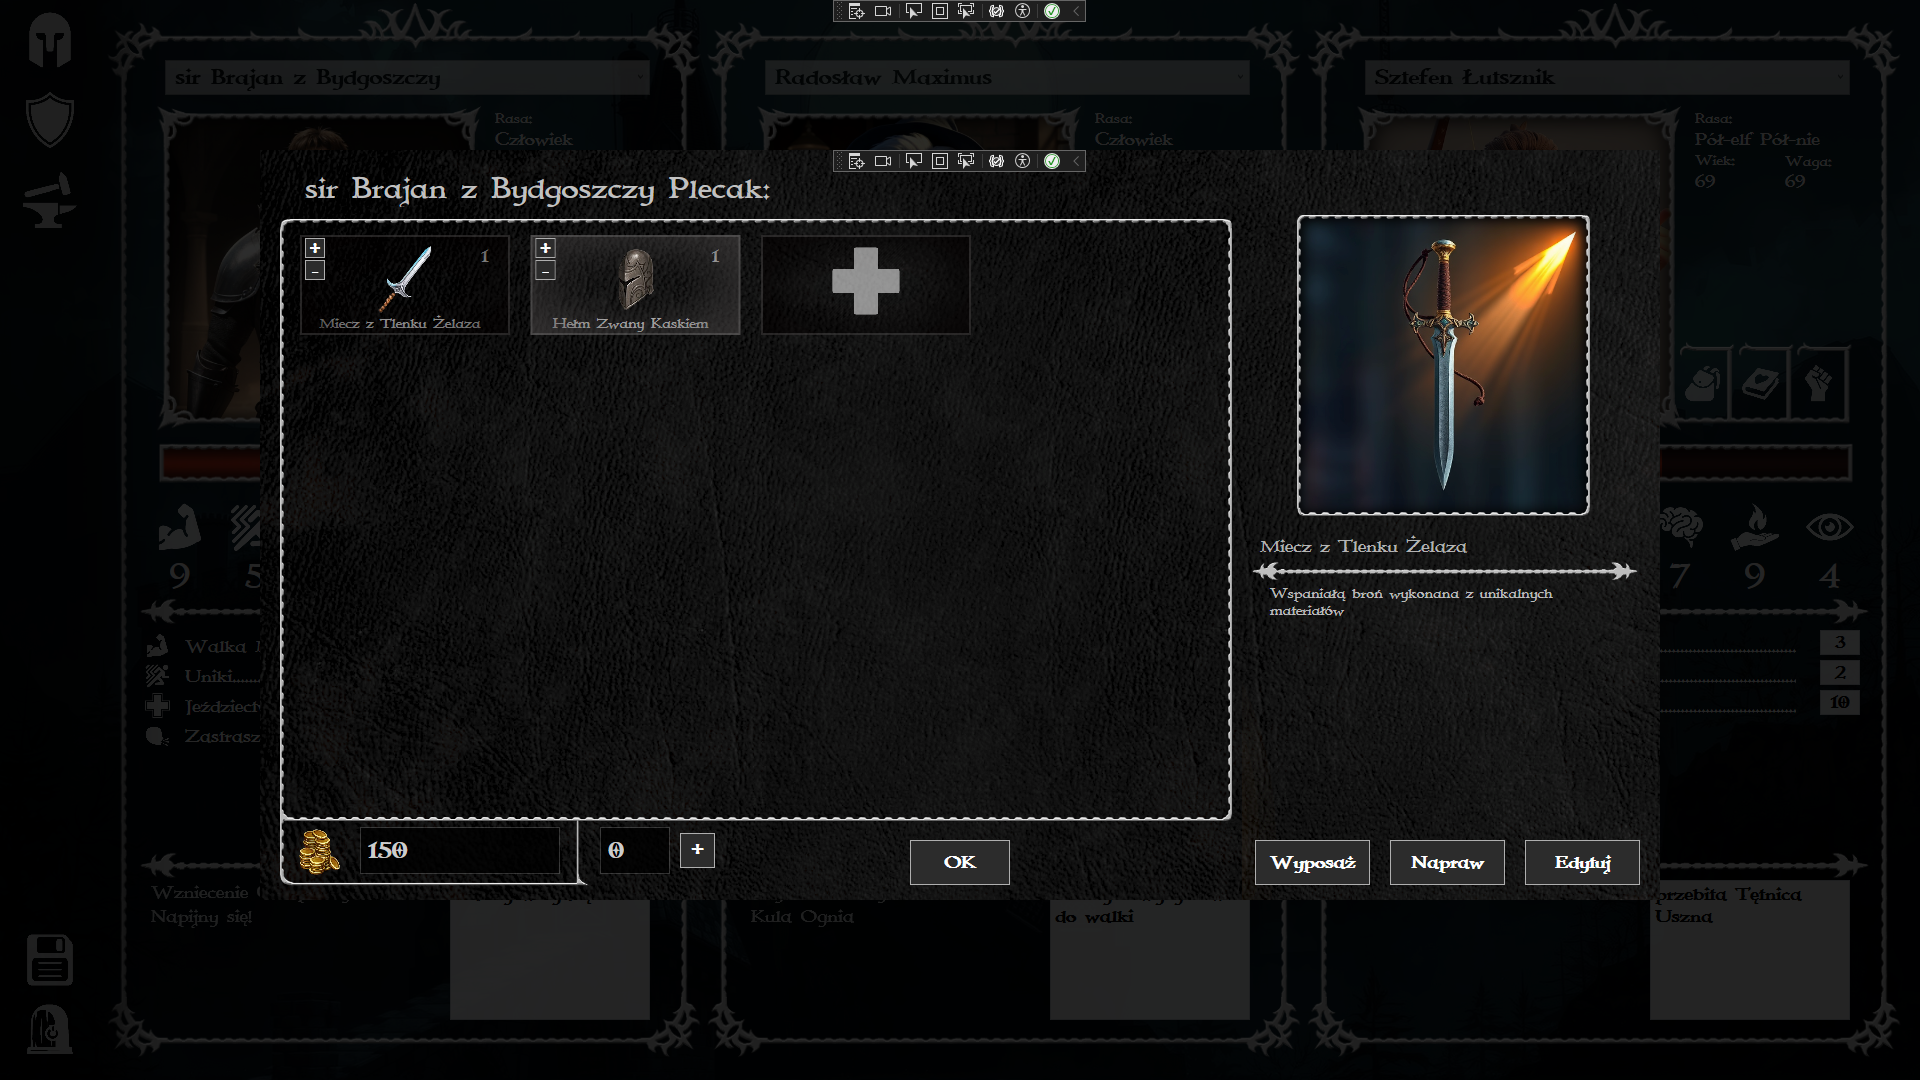 sir Brajan z Bydgoszczy
Radosław Maximus
Sztefen Łutsznik
Rasa:
Człowiek
Rasa:
Człowiek
Rasa:
Pół-elf Pół-nie
Wiek:
Waga:
69
69
sir Brajan z Bydgoszczy Plecak:
+
-
1
Miecz z Tlenku Żelaza
+
-
1
Hełm Zwany Kaskiem
Miecz z Tlenku Żelaza
Wspaniałą broń wykonana z unikalnych
materiałów
9
5
7
9
4
Walka
Uniki
Jeździect
Zastrasz
3
2
10
150
0
+
OK
Wyposaż
Napraw
Edytuj
Wzniecenie
Napijny się!
Kula Ognia
do walki
przebita Tętnica
Uszna